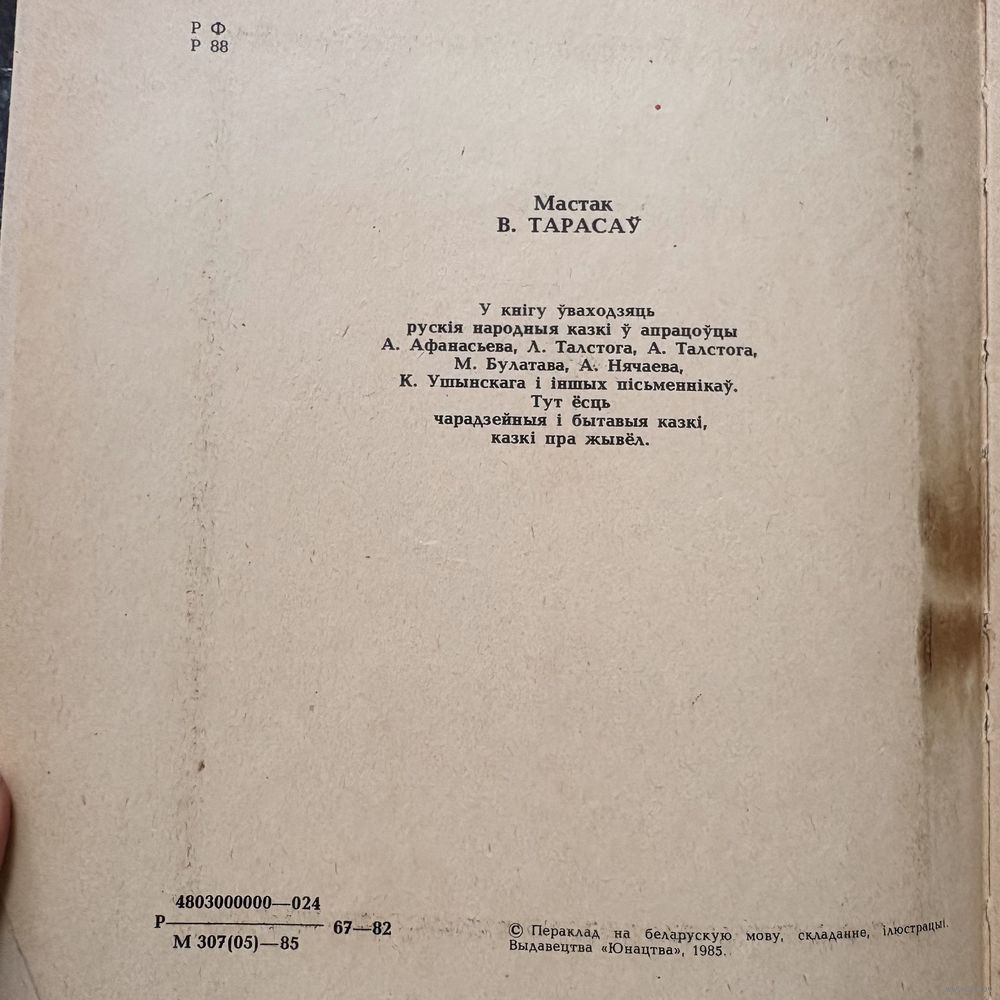 Р Ф
Р 88
Мастак
В. ТАРАСАЎ
У кнігу ўваходзяць
рускія народныя казкі ў апрацоўцы
А. Афанасьева, Л. Талстога, А. Талстога,
М. Булатава, А. Нячаева,
К. Ушынскага і іншых пісьменнікаў.
Тут ёсць
чарадзейныя і бытавыя казкі,
казкі пра жывёл.
4803000000—024
Р 67—82
М 307(05)—85
© Пераклад на беларускую мову, складанне, ілюстрацыі.
Выдавецтва «Юнацтва», 1985.